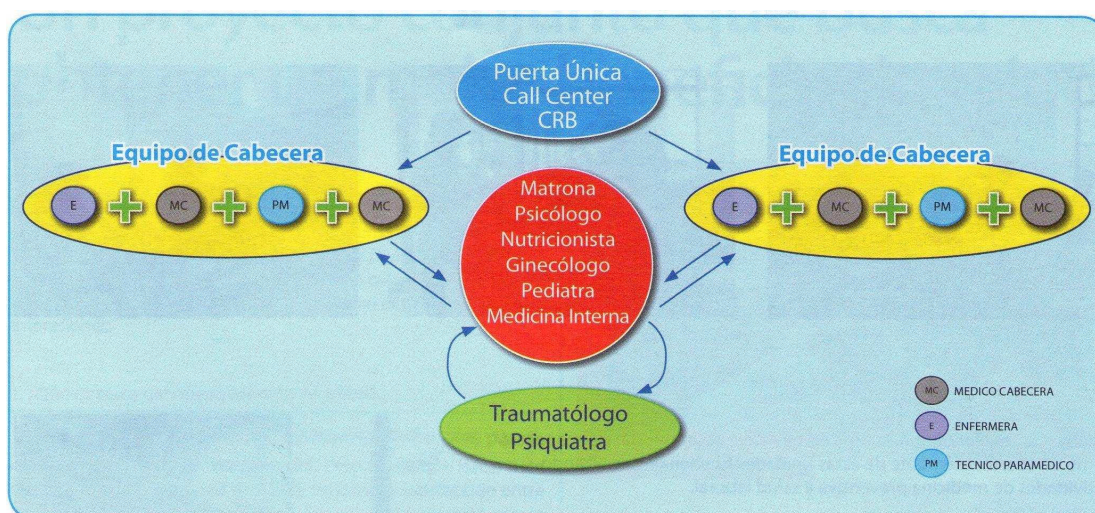 Puerta Única
Call Center
CRB
Equipo de Cabecera
E MC PM MC
Equipo de Cabecera
E MC PM MC
Matrona
Psicólogo
Nutricionista
Ginecólogo
Pediatra
Medicina Interna
Traumatólogo
Psiquiatra
MC MEDICO CABECERA
E ENFERMERA
PM TECNICO PARAMEDICO